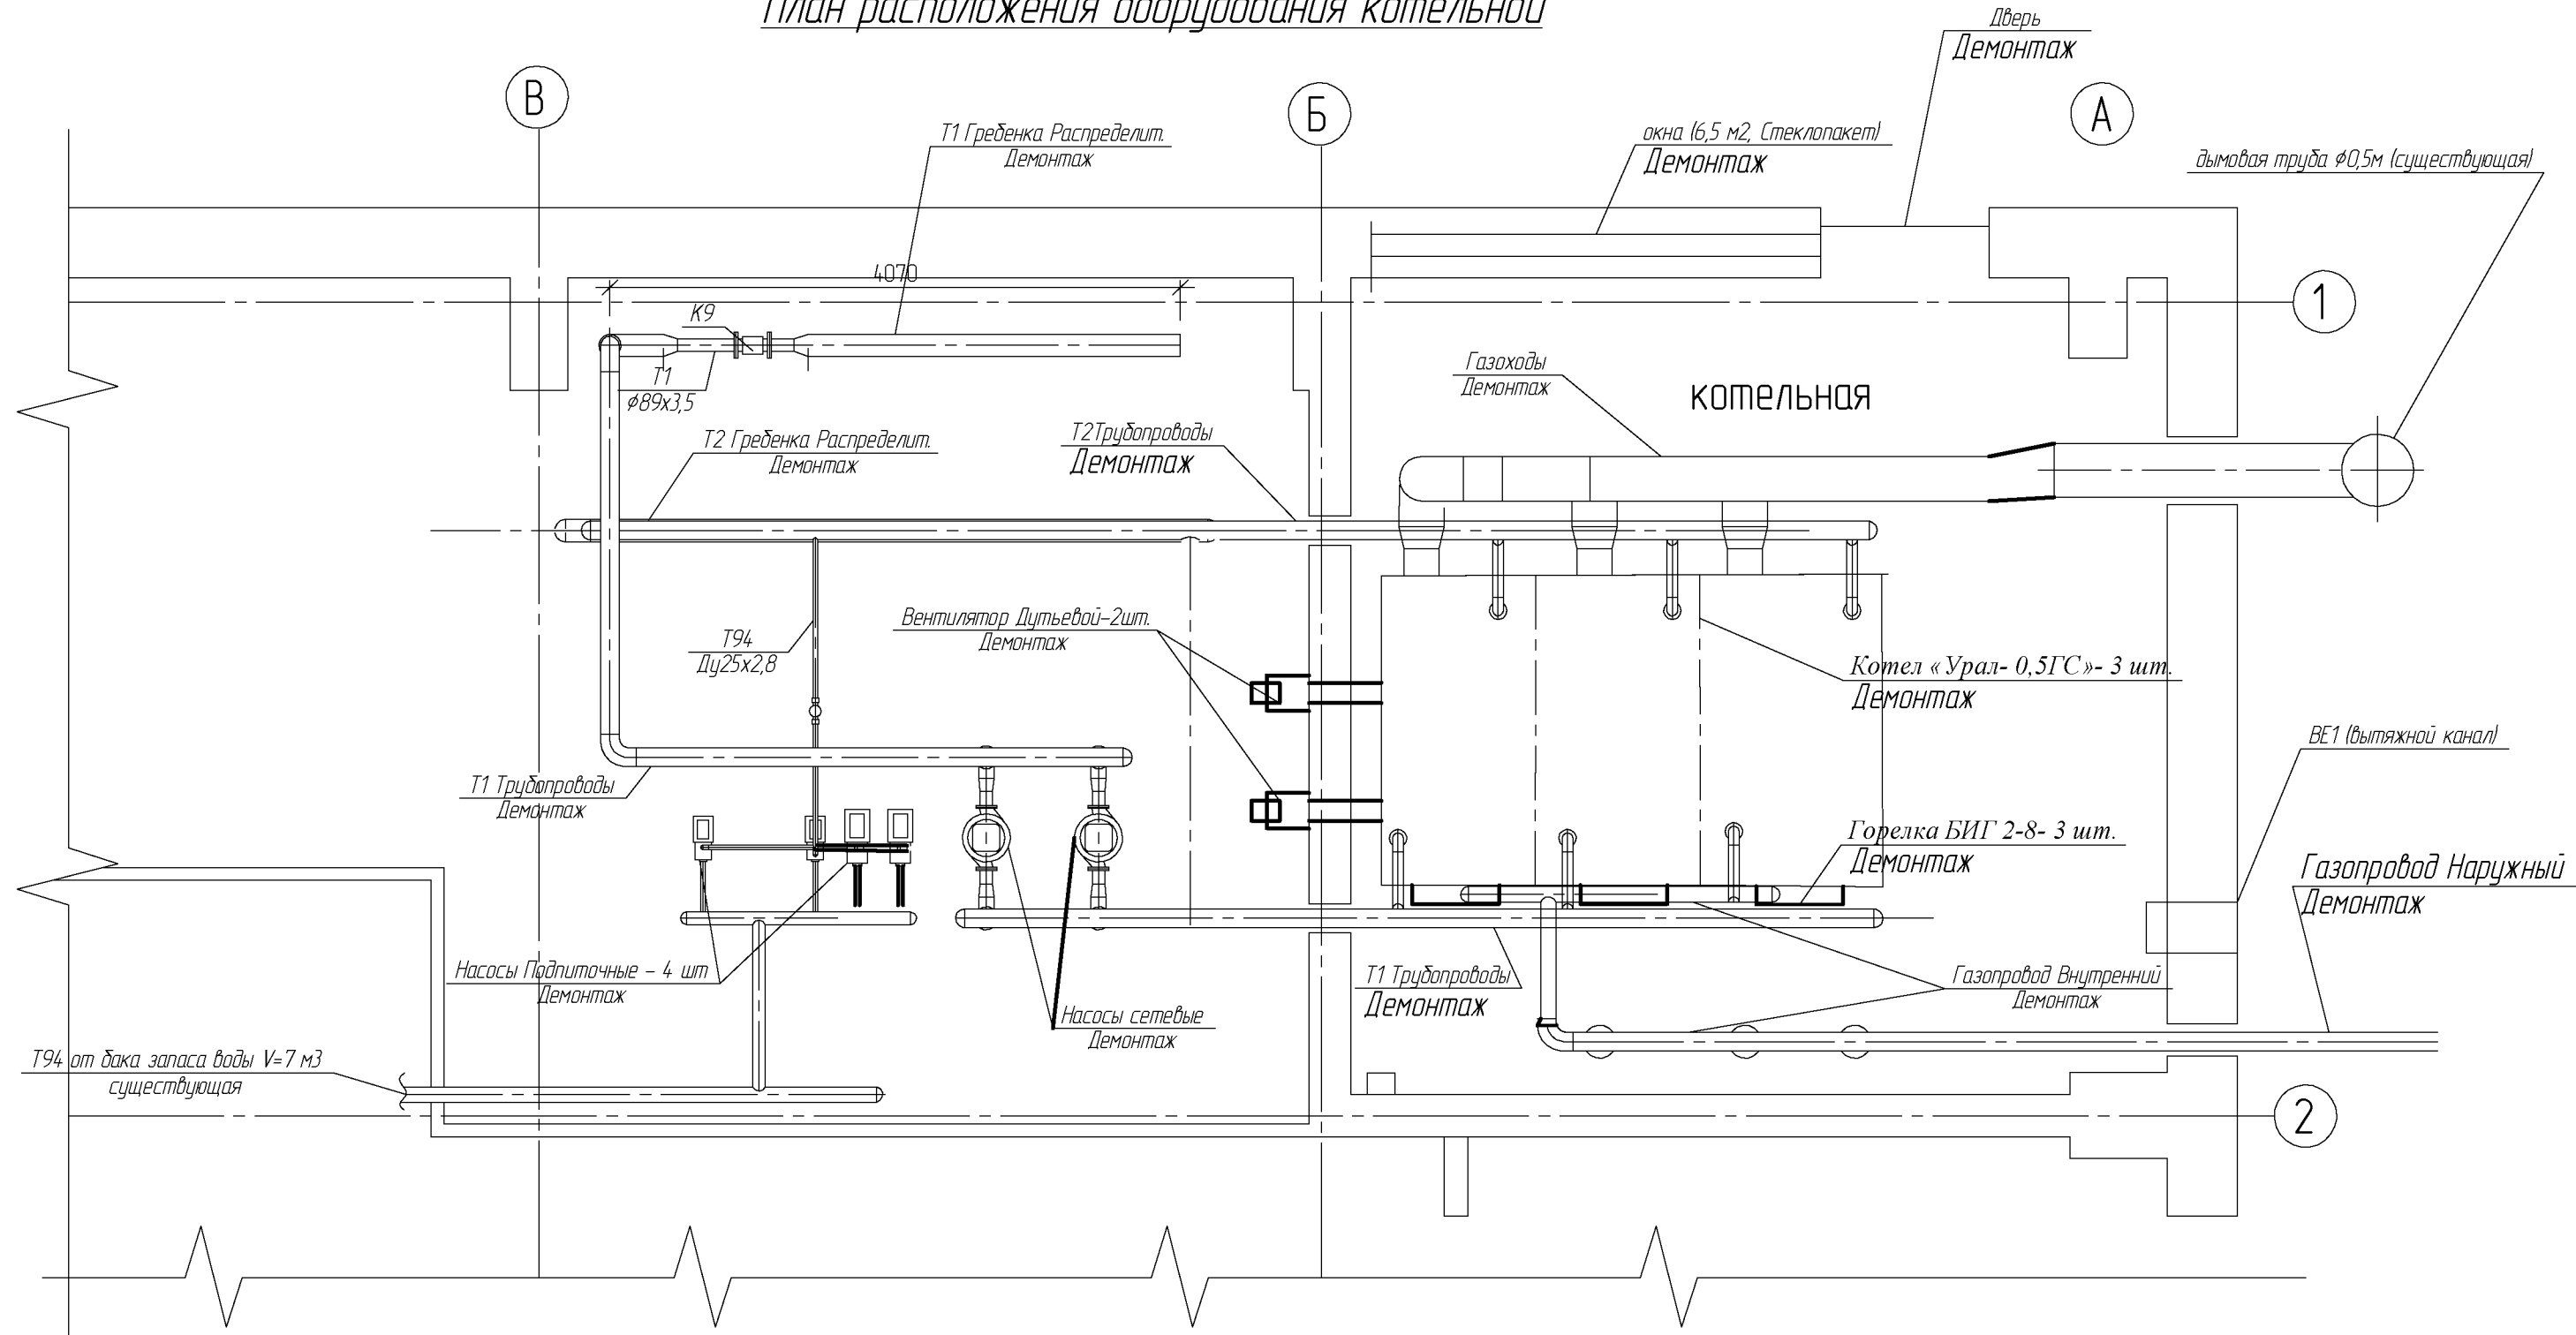 План расположения оборудования котельной
Дверь
Демонтаж
В
Б
А
Т1 Гребенка Распределит.
Демонтаж
окна (6,5 м2, Стеклопакет)
Демонтаж
дымовая труба ϕ0,5м (существующая)
4070
1
К9
Т1
ϕ89х3,5
Газоходы
Демонтаж
котельная
Т2 Гребенка Распределит.
Демонтаж
Т2Трубопроводы
Демонтаж
Вентилятор Дутьевой-2шт.
Демонтаж
Т94
Ду25х2,8
Котел «Урал- 0,5ГС»- 3 шт.
Демонтаж
ВЕ1 (вытяжной канал)
Т1 Трубопроводы
Демонтаж
Горелка БИГ 2-8- 3 шт.
Демонтаж
Газопровод Наружный
Демонтаж
Насосы Подпиточные - 4 шт
Демонтаж
Т1 Трубопроводы
Демонтаж
Газопровод Внутренний
Демонтаж
Насосы сетевые
Демонтаж
Т94 от бака запаса воды V=7 м3
существующая
2